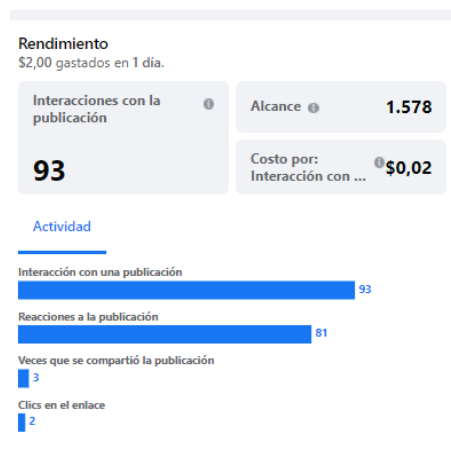 Rendimiento
$2,00 gastados en 1 día.
Interacciones con la
publicación
93
Alcance
1.578
Costo por:
Interacción con ...
$0,02
Actividad
Interacción con una publicación
93
Reacciones a la publicación
81
Veces que se compartió la publicación
3
Clics en el enlace
2